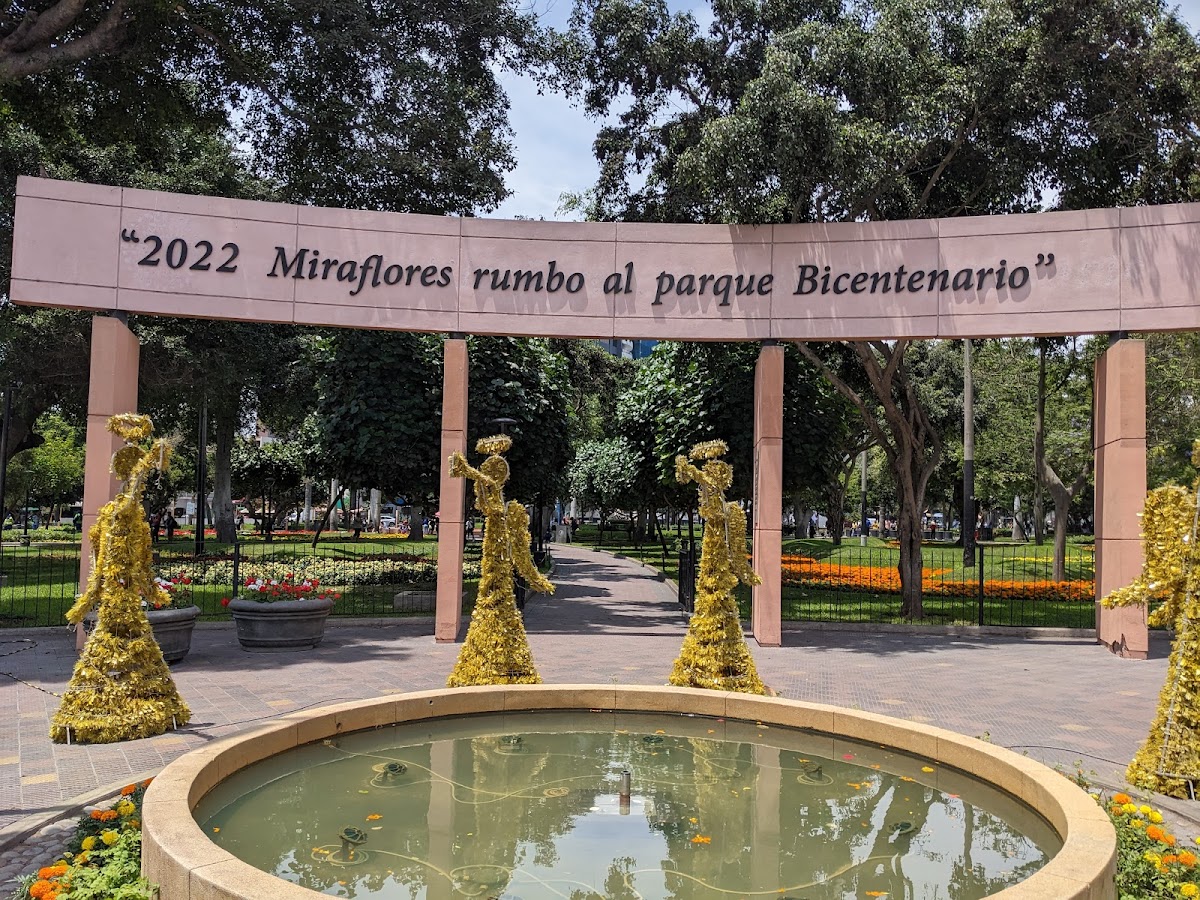 “2022 Miraflores rumbo al parque Bicentenario”